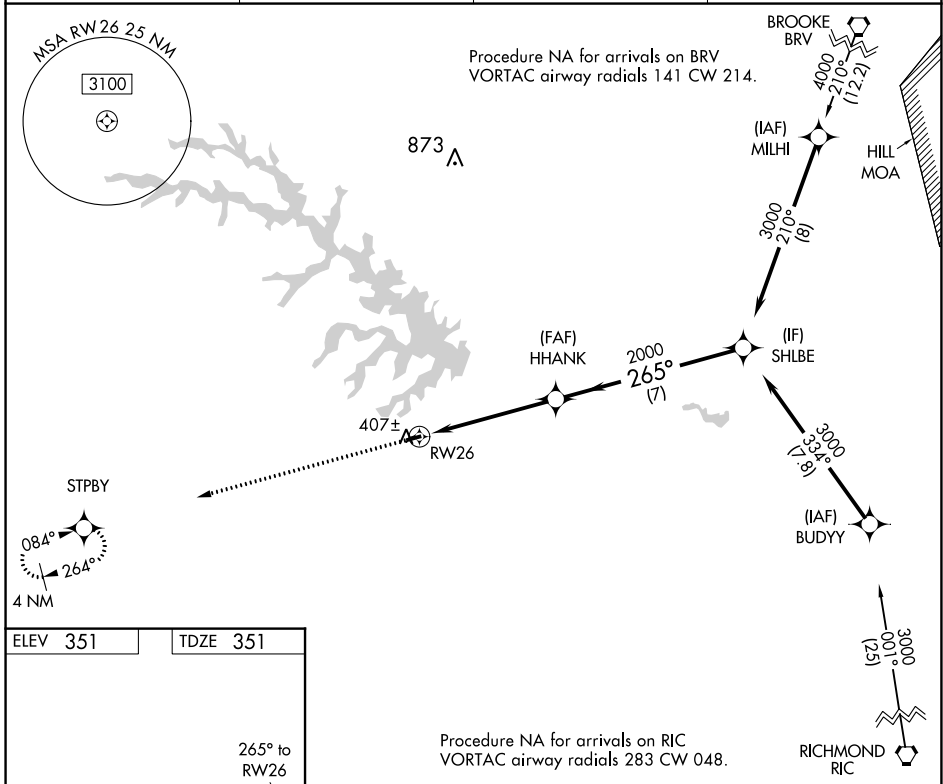 MSA RW26 25 NM
3100
Procedure NA for arrivals on BRV
VORTAC airway radials 141 CW 214.
BROOKE
BRV
4000
210°
(12.2)
873
(IAF)
MILHI
HILL
MOA
3000
210°
(8)
(FAF)
HHANK
2000
265°
(7)
(IF)
SHLBE
407±
RW26
3000
334°
(7.8)
STPBY
084°
264°
4 NM
(IAF)
BUDYY
3000
001°
(25)
ELEV 351
TDZE 351
265° to
RW26
Procedure NA for arrivals on RIC
VORTAC airway radials 283 CW 048.
RICHMOND
RIC